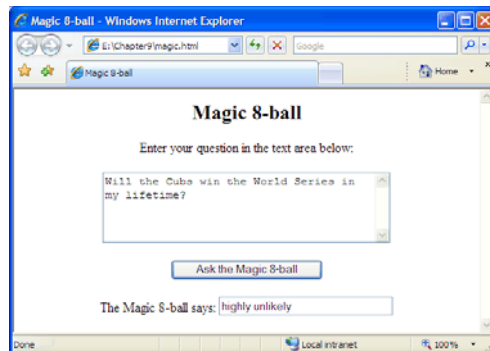 Magic 8-ball - Windows Internet Explorer
E:\Chapter9\magic.html
Google
Magic 8-ball
Home
Magic 8-ball
Enter your question in the text area below:
Will the Cubs win the World Series in
my lifetime?
Ask the Magic 8-ball
The Magic 8-ball says: highly unlikely
Done Local intranet 100%